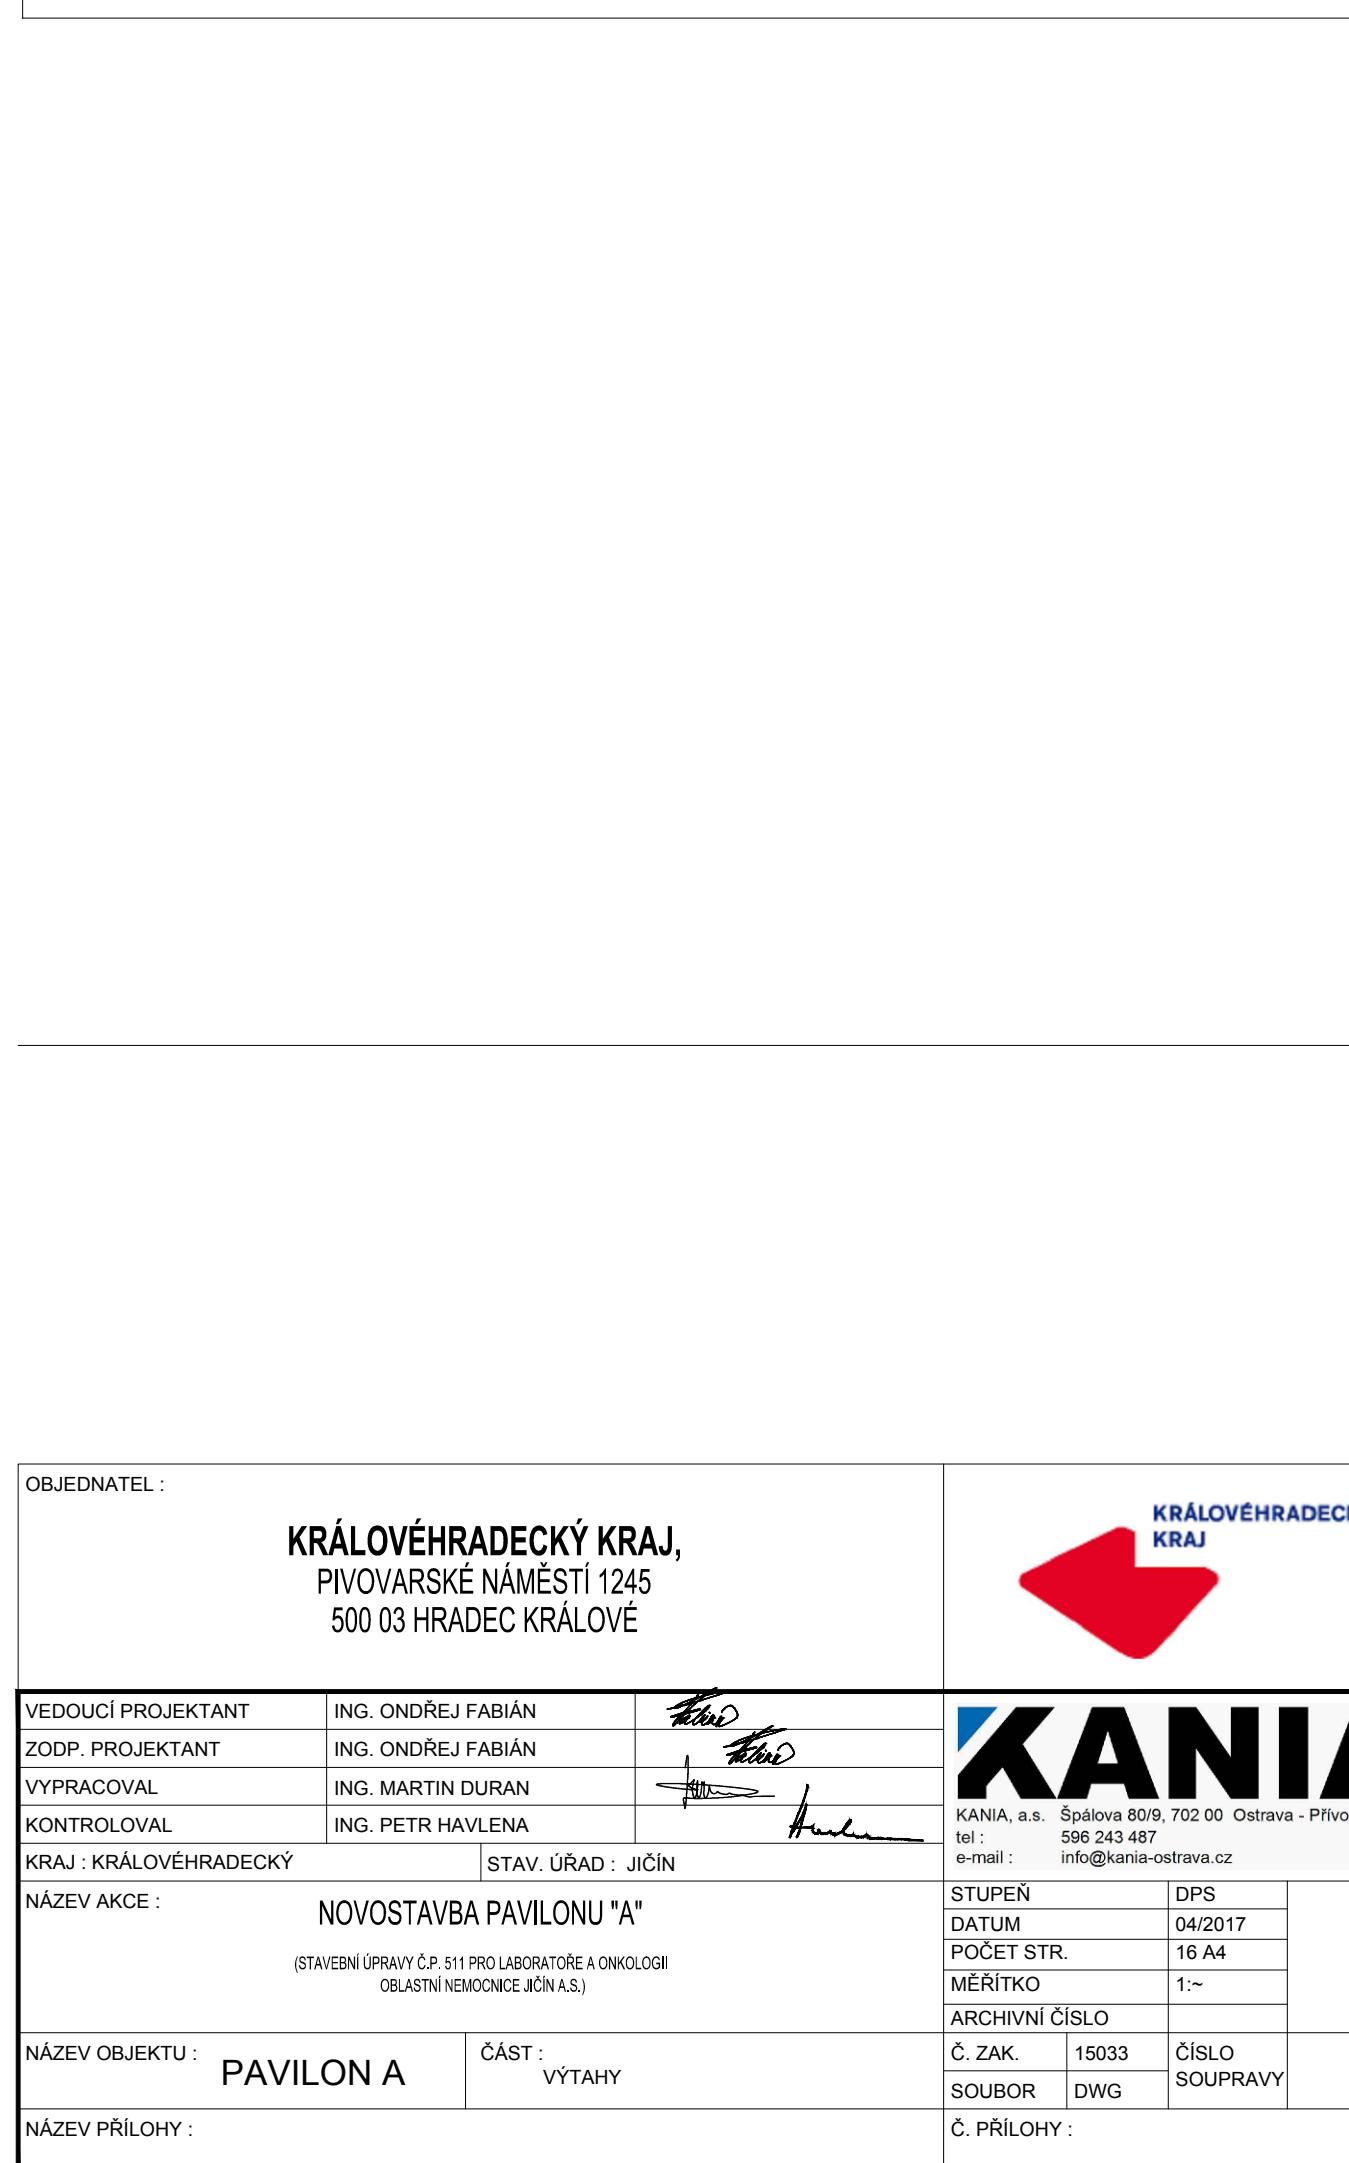 OBJEDNATEL :
KRÁLOVÉHRADECKÝ KRAJ,
PIVOVARSKÉ NÁMĚSTÍ 1245
500 03 HRADEC KRÁLOVÉ
KRÁLOVÉHRADEC
KRAJ
VEDOUCÍ PROJEKTANT ING. ONDŘEJ FABIÁN
ZODP. PROJEKTANT ING. ONDŘEJ FABIÁN
VYPRACOVAL ING. MARTIN DURAN
KONTROLOVAL ING. PETR HAVLENA
KRAJ : KRÁLOVÉHRADECKÝ STAV. ÚŘAD : JIČÍN
KANIA
KANIA, a.s. Špálova 80/9, 702 00 Ostrava - Přívo
tel : 596 243 487
e-mail : info@kania-ostrava.cz
NÁZEV AKCE :
NOVOSTAVBA PAVILONU "A"
(STAVEBNÍ ÚPRAVY Č.P. 511 PRO LABORATOŘE A ONKOLOGII
OBLASTNÍ NEMOCNICE JIČÍN A.S.)
STUPEŇ DPS
DATUM 04/2017
POČET STR. 16 A4
MĚŘÍTKO 1:~
ARCHIVNÍ ČÍSLO
NÁZEV OBJEKTU : PAVILON A
ČÁST :
VÝTAHY
Č. ZAK. 15033
SOUBOR DWG
ČÍSLO
SOUPRAVY
NÁZEV PŘÍLOHY :
Č. PŘÍLOHY :